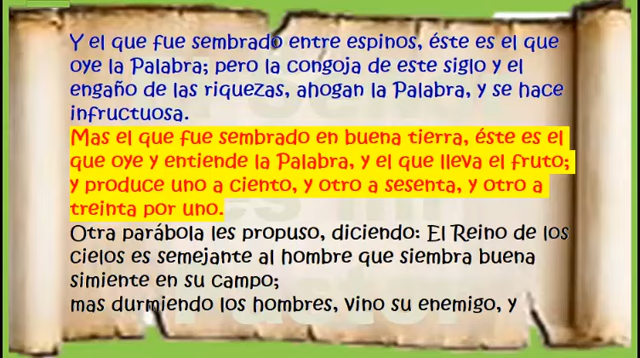 Y el que fue sembrado entre espinos, éste es el que
oye la Palabra; pero la congoja de este siglo y el
engaño de las riquezas, ahogan la Palabra, y se hace
infructuosa.
Mas el que fue sembrado en buena tierra, éste es el
que oye y entiende la Palabra, y el que lleva el fruto;
y produce uno a ciento, y otro a sesenta, y otro a
treinta por uno.
Otra parábola les propuso, diciendo: El Reino de los
cielos es semejante al hombre que siembra buena
simiente en su campo;
mas durmiendo los hombres, vino su enemigo, y